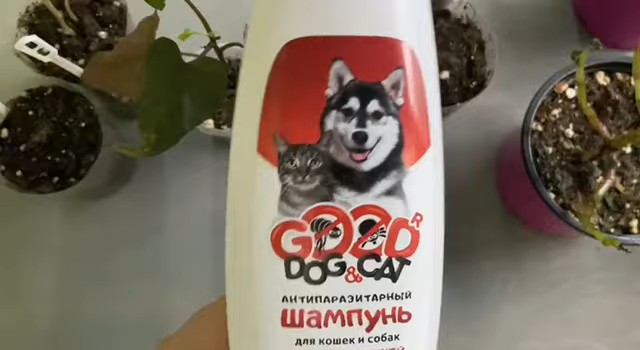 GOOD®
DOG & CAT
АНТИПАРАЗИТАРНЫЙ
шампунь
для кошек и собак